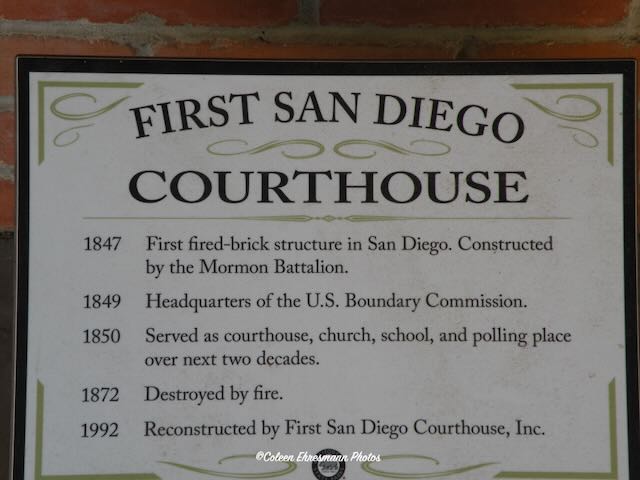 FIRST SAN DIEGO
COURTHOUSE
1847 First fired-brick structure in San Diego. Constructed
by the Mormon Battalion.
1849 Headquarters of the U.S. Boundary Commission.
1850 Served as courthouse, church, school, and polling place
over next two decades.
1872 Destroyed by fire.
1992 Reconstructed by First San Diego Courthouse, Inc.
©Coleen Ehresmann Photos